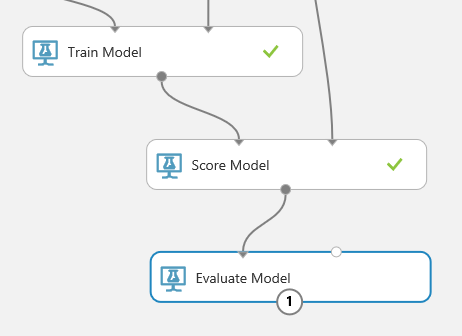 Train Model
Score Model
Evaluate Model
1